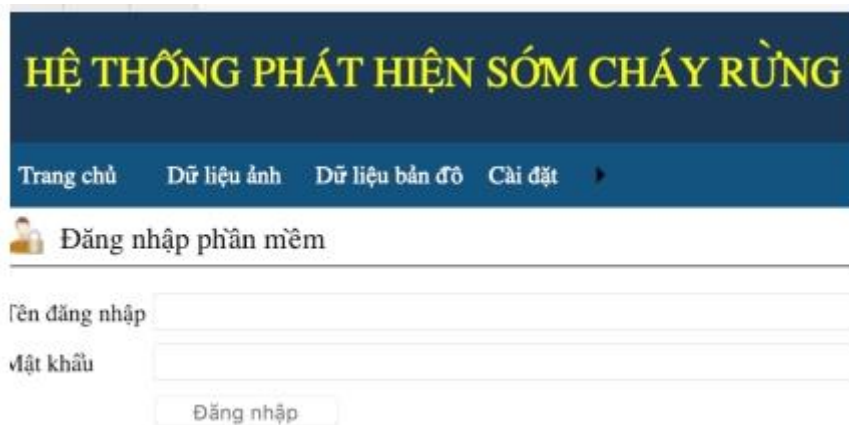 HỆ THỐNG PHÁT HIỆN SỚM CHÁY RỪNG
Trang chủ Dữ liệu ảnh Dữ liệu bản đồ Cài đặt
Đăng nhập phần mềm
Tên đăng nhập
Mật khẩu
Đăng nhập